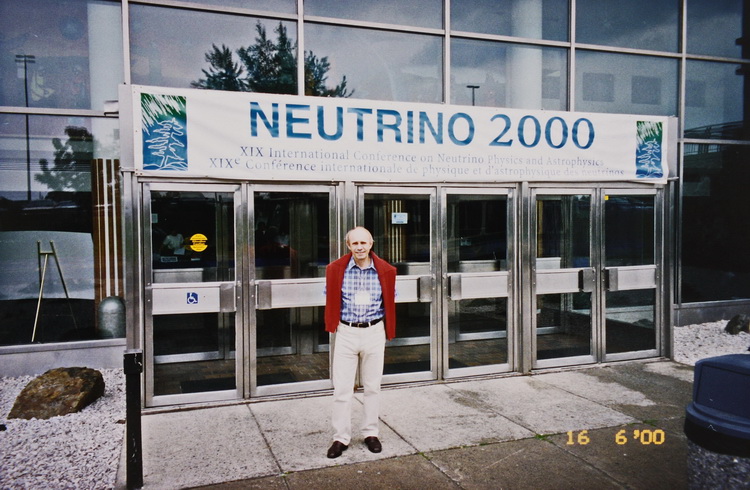 NEUTRINO 2000
XIX International Conference on Neutrino Physics and Astrophysics
XIXe Conférence internationale de physique et d'astrophysique des neutrinos
16 6 '00